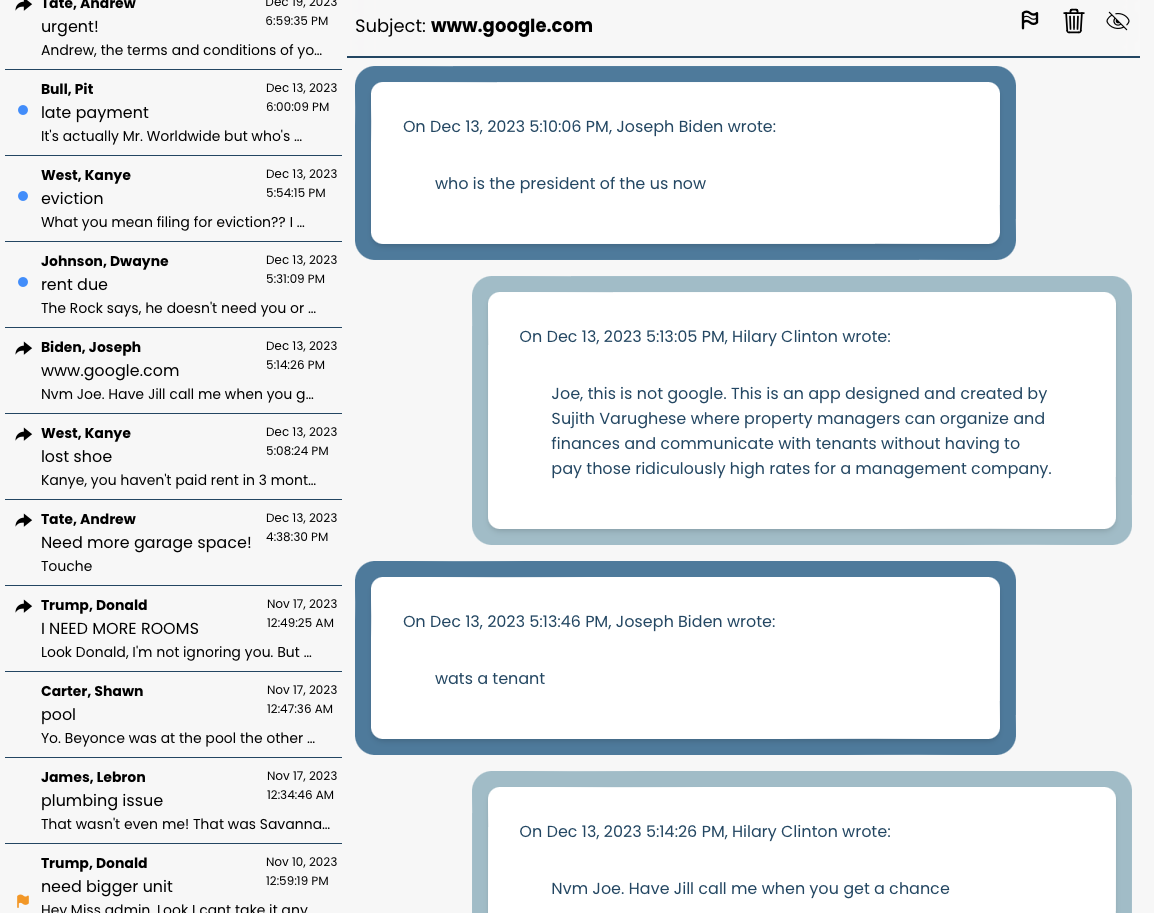 Tate, Andrew
Dec 19, 2023
urgent!
6:59:35 PM
Andrew, the terms and conditions of yo...
Bull, Pit
Dec 13, 2023
late payment
6:00:09 PM
It's actually Mr. Worldwide but who's ...
West, Kanye
Dec 13, 2023
eviction
5:54:15 PM
What you mean filing for eviction?? I ...
Johnson, Dwayne
Dec 13, 2023
rent due
5:31:09 PM
The Rock says, he doesn't need you or ...
Biden, Joseph
Dec 13, 2023
www.google.com
5:14:26 PM
Nvm Joe. Have Jill call me when you g...
West, Kanye
Dec 13, 2023
lost shoe
5:08:24 PM
Kanye, you haven't paid rent in 3 mont...
Tate, Andrew
Dec 13, 2023
Need more garage space!
4:38:30 PM
Touche
Trump, Donald
Nov 17, 2023
I NEED MORE ROOMS
12:49:25 AM
Look Donald, I'm not ignoring you. But ...
Carter, Shawn
Nov 17, 2023
pool
12:47:36 AM
Yo. Beyonce was at the pool the other ...
James, Lebron
Nov 17, 2023
plumbing issue
12:34:46 AM
That wasn't even me! That was Savanna...
Trump, Donald
Nov 10, 2023
need bigger unit
12:59:19 PM
Hey Miss admin, Look I cant take it any
Subject: www.google.com
On Dec 13, 2023 5:10:06 PM, Joseph Biden wrote:
who is the president of the us now
On Dec 13, 2023 5:13:05 PM, Hilary Clinton wrote:
Joe, this is not google. This is an app designed and created by
Sujith Varughese where property managers can organize and
finances and communicate with tenants without having to
pay those ridiculously high rates for a management company.
On Dec 13, 2023 5:13:46 PM, Joseph Biden wrote:
wats a tenant
On Dec 13, 2023 5:14:26 PM, Hilary Clinton wrote:
Nvm Joe. Have Jill call me when you get a chance